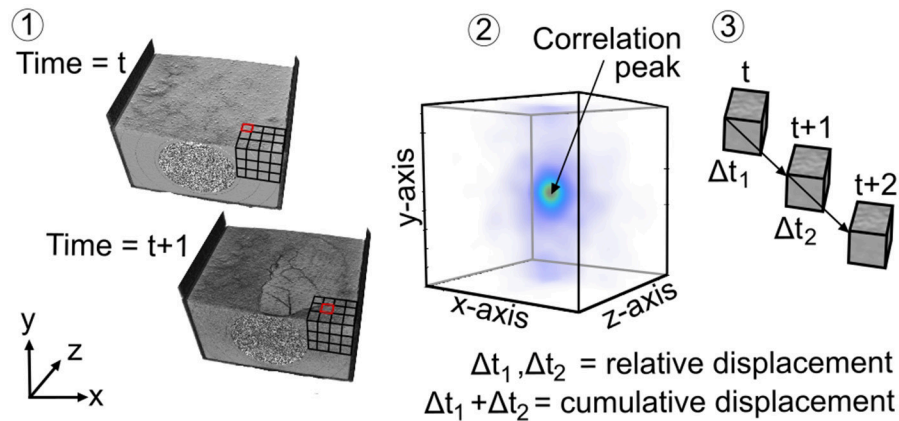 ①
Time = t
Time = t+1
y
z
x
②
Correlation
peak
y-axis
x-axis
z-axis
③
t
t+1
t+2
Δt₁
Δt₂
Δt₁,Δt₂ = relative displacement
Δt₁+Δt₂= cumulative displacement